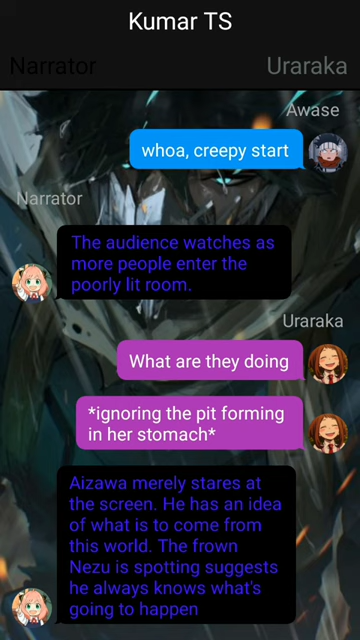 Kumar TS
Narrator
Uraraka
Awase
whoa, creepy start
Narrator
The audience watches as
more people enter the
poorly lit room.
Uraraka
What are they doing
*ignoring the pit forming
in her stomach*
Aizawa merely stares at
the screen. He has an idea
of what is to come from
this world. The frown
Nezu is spotting suggests
he always knows what's
going to happen